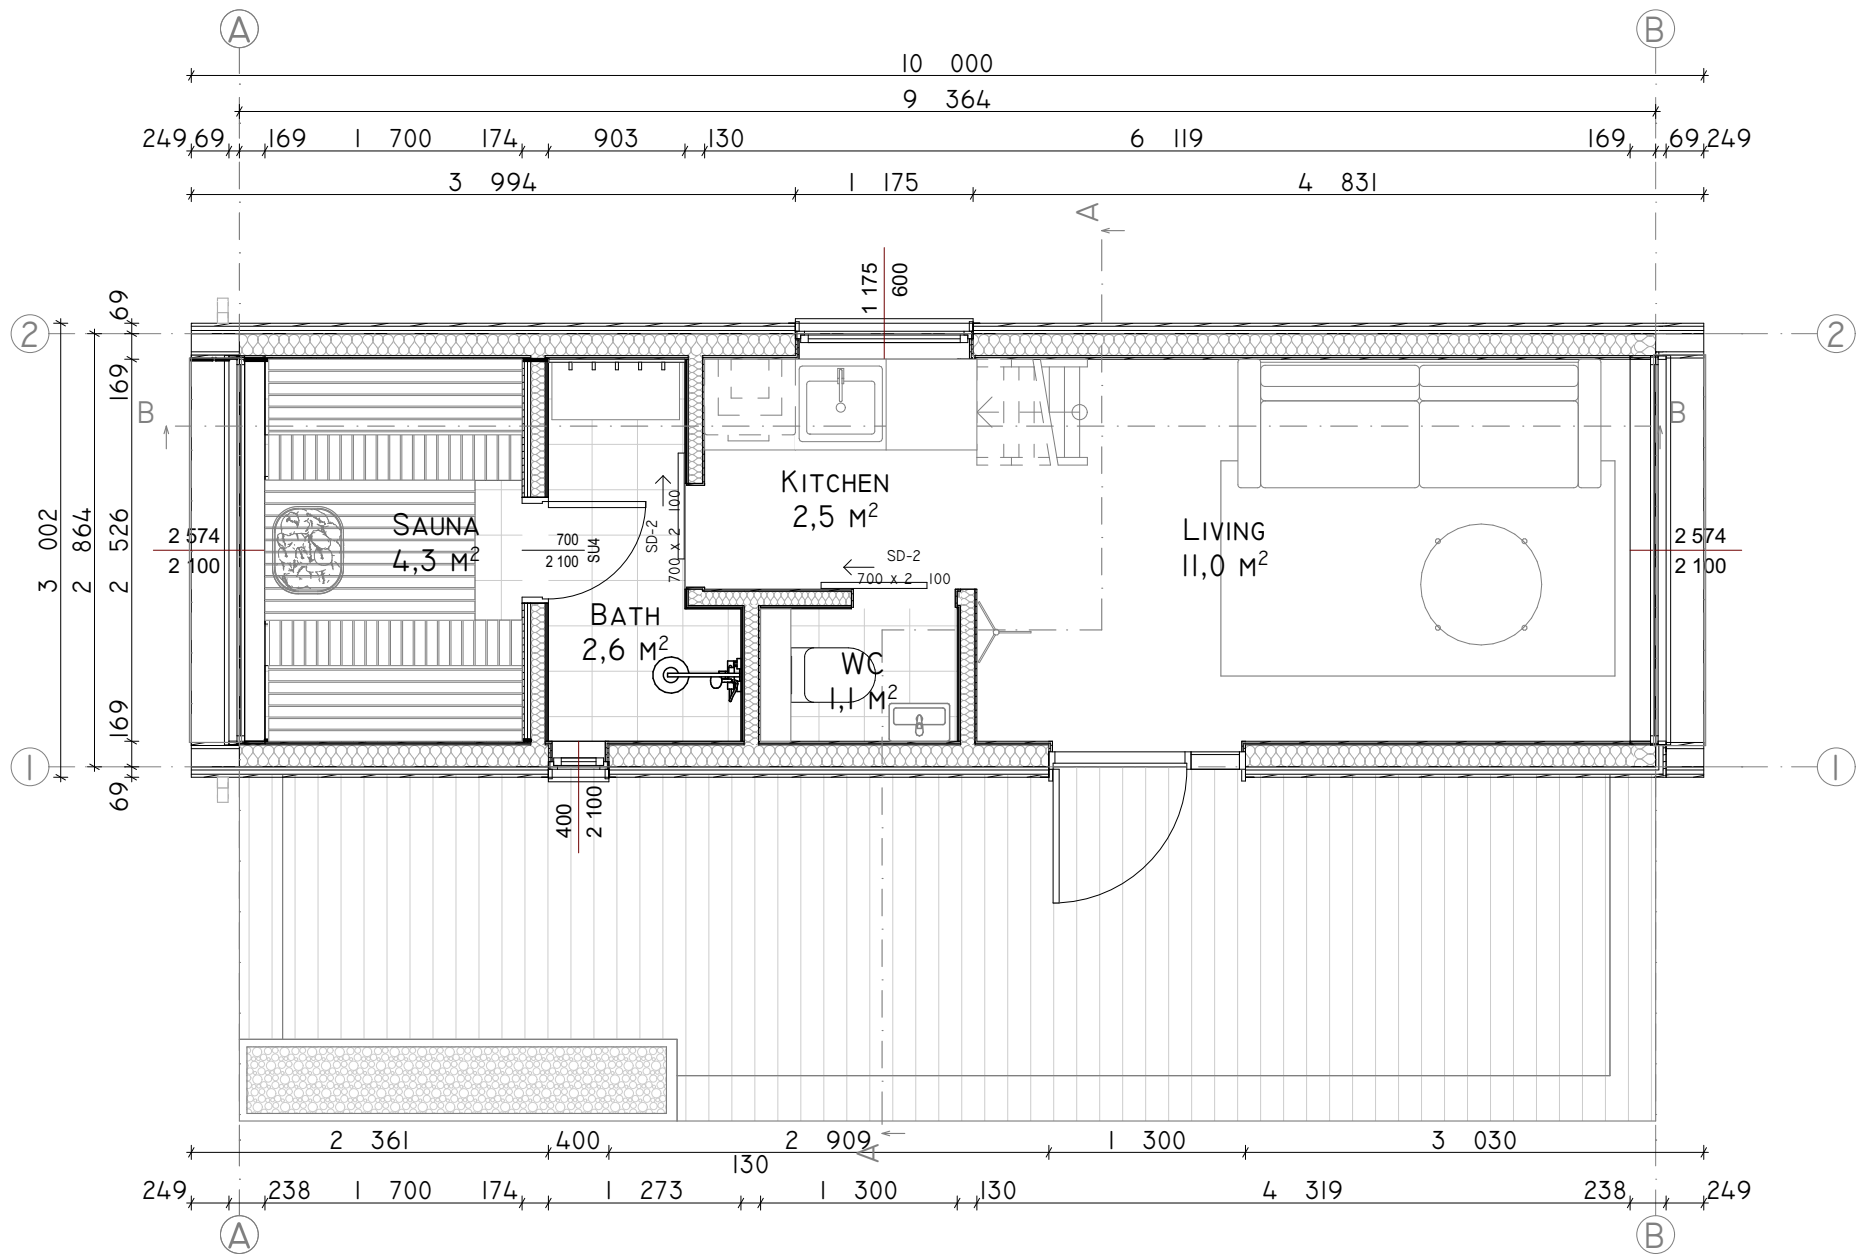 A B
10 000
9 364
249 69 169 1 700 174 903 130 6 119 169 69 249
3 994 1 175 4 831
A
1 175
600
2 2
69
169
B B
3 002
2 864
2 526
169
69
KITCHEN
2,5 M²
SAUNA
4,3 M²
LIVING
11,0 M²
2 574
2 100
700
2 100
SU4
SD-2
700 x 2 100
SD-2
700 x 2 100
2 574
2 100
BATH
2,6 M²
WC
1,1 M²
1 1
400
2 100
2 361 400 2 909 1 300 3 030
A
130
249 238 1 700 174 1 273 1 300 130 4 319 238 249
A B